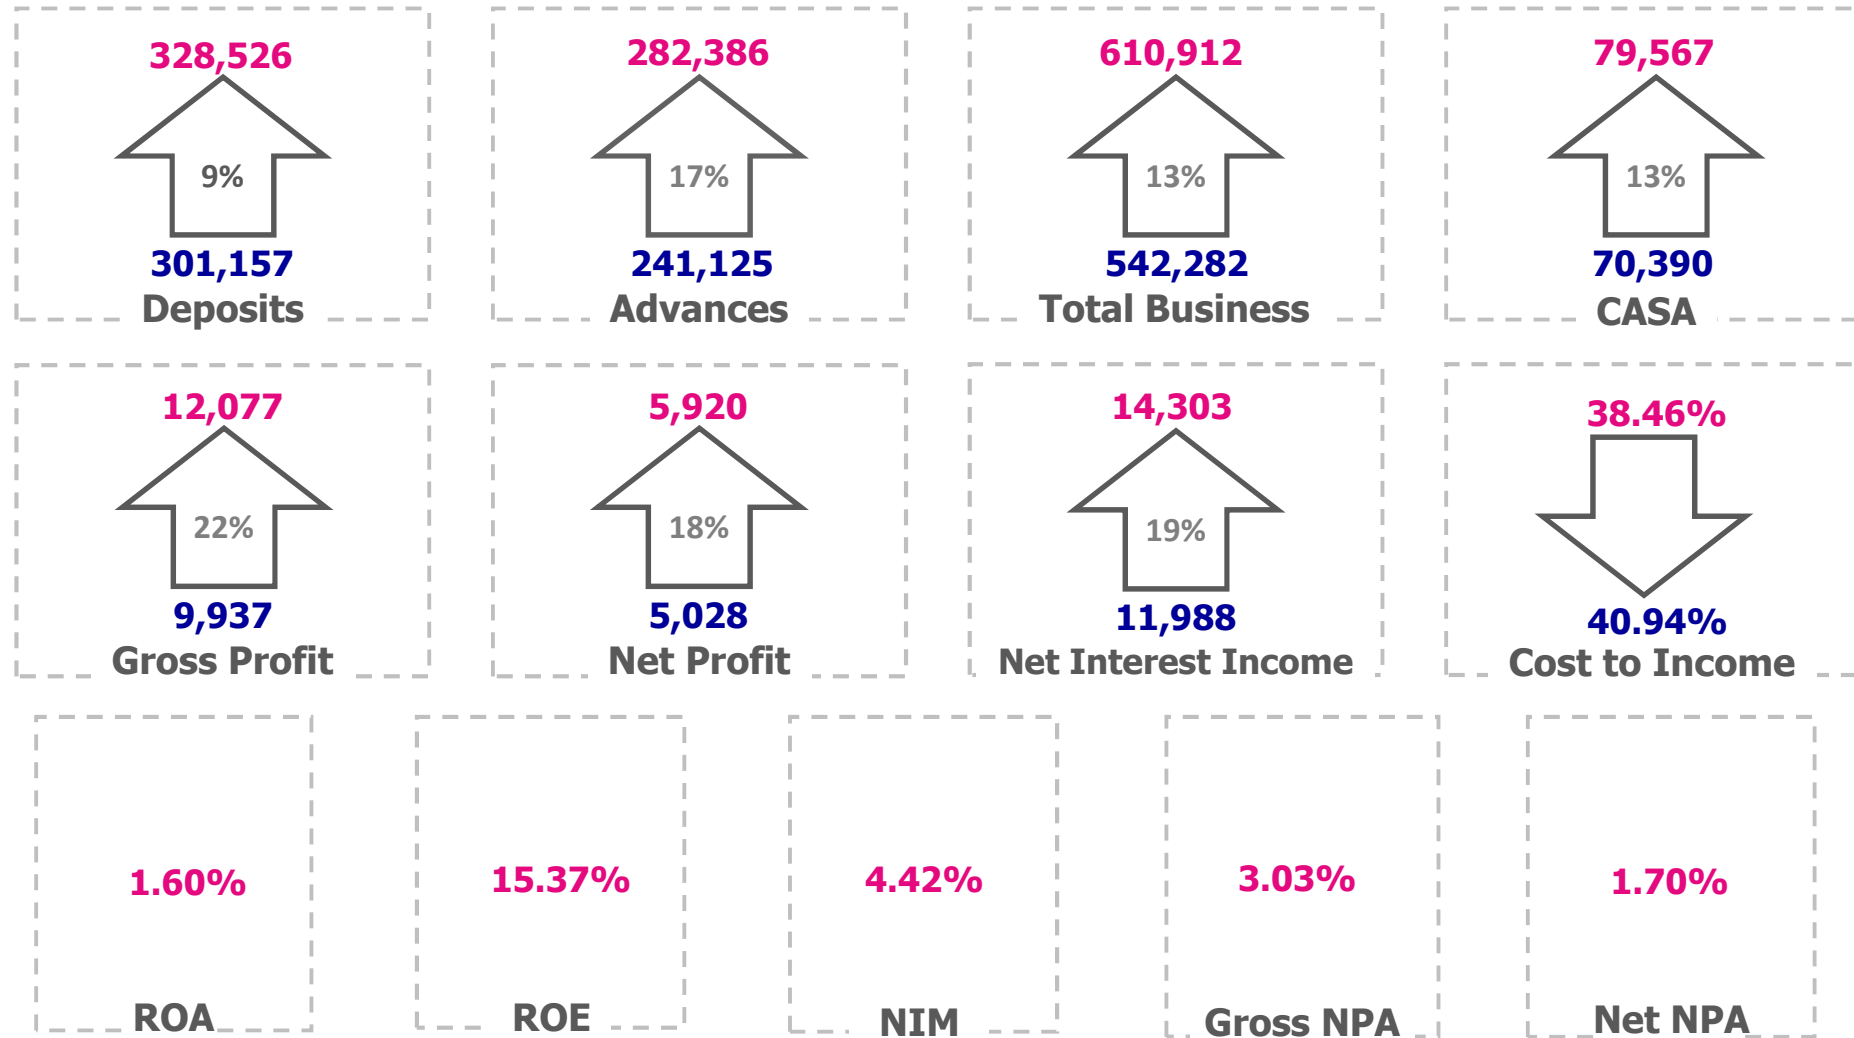 328,526
9%
301,157
Deposits
282,386
17%
241,125
Advances
610,912
13%
542,282
Total Business
79,567
13%
70,390
CASA
12,077
22%
9,937
Gross Profit
5,920
18%
5,028
Net Profit
14,303
19%
11,988
Net Interest Income
38.46%
40.94%
Cost to Income
1.60%
ROA
15.37%
ROE
4.42%
NIM
3.03%
Gross NPA
1.70%
Net NPA